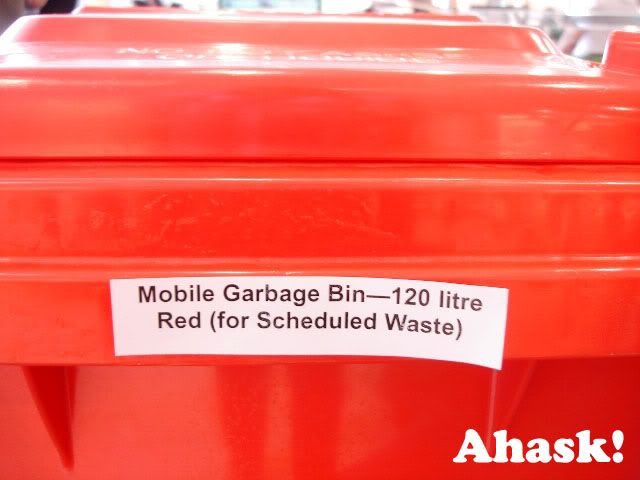 Mobile Garbage Bin—120 litre
Red (for Scheduled Waste)
Ahask!